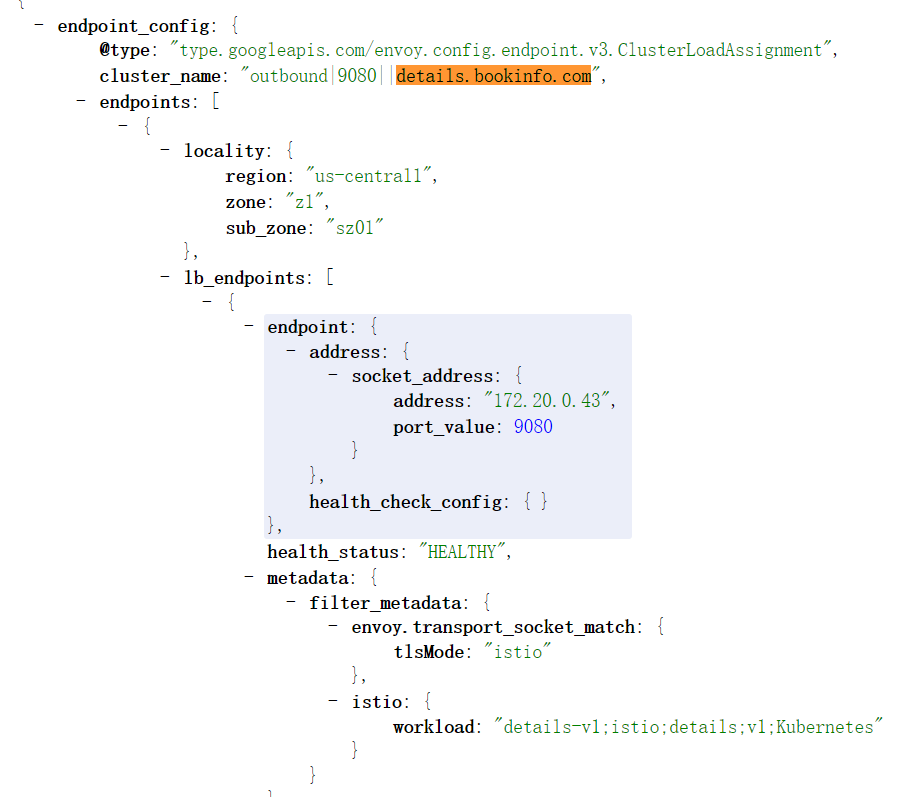 {
- endpoint_config: {
@type: "type.googleapis.com/envoy.config.endpoint.v3.ClusterLoadAssignment",
cluster_name: "outbound|9080||details.bookinfo.com",
- endpoints: [
- {
- locality: {
region: "us-central1",
zone: "z1",
sub_zone: "sz01"
},
- lb_endpoints: [
- {
- endpoint: {
- address: {
- socket_address: {
address: "172.20.0.43",
port_value: 9080
}
},
health_check_config: { }
},
health_status: "HEALTHY",
- metadata: {
- filter_metadata: {
- envoy.transport_socket_match: {
tlsMode: "istio"
},
- istio: {
workload: "details-v1;istio;details;v1;Kubernetes"
}
}
}